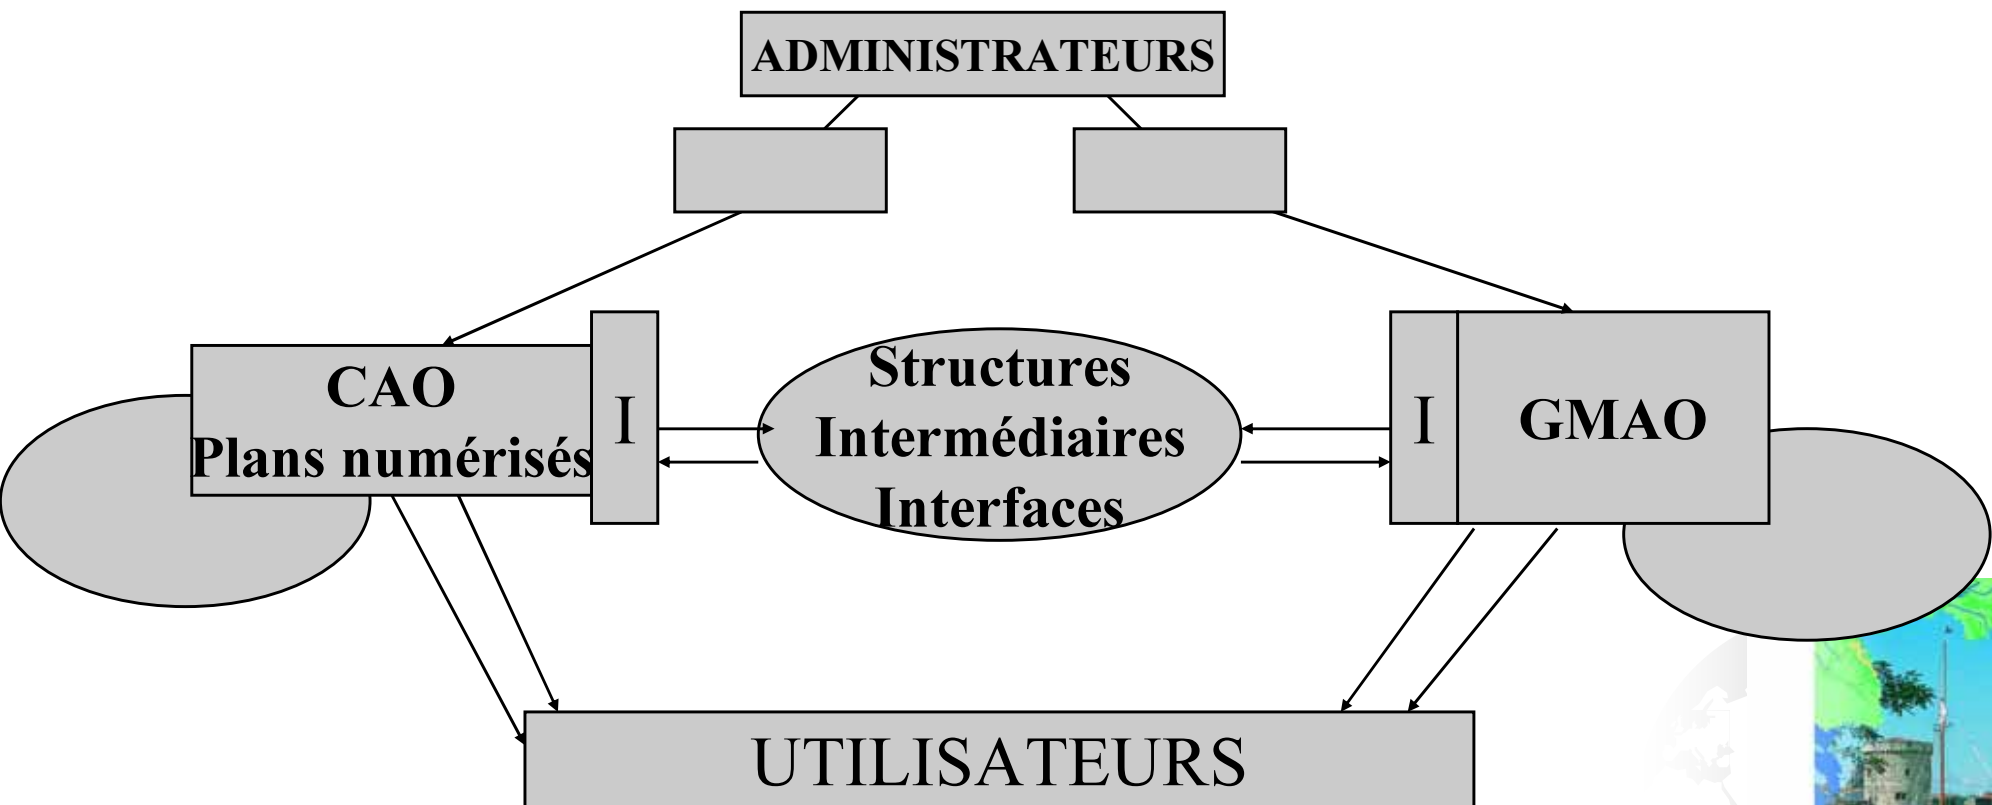 ADMINISTRATEURS
CAO
Plans numérisés
I
Structures
Intermédiaires
Interfaces
I
GMAO
UTILISATEURS